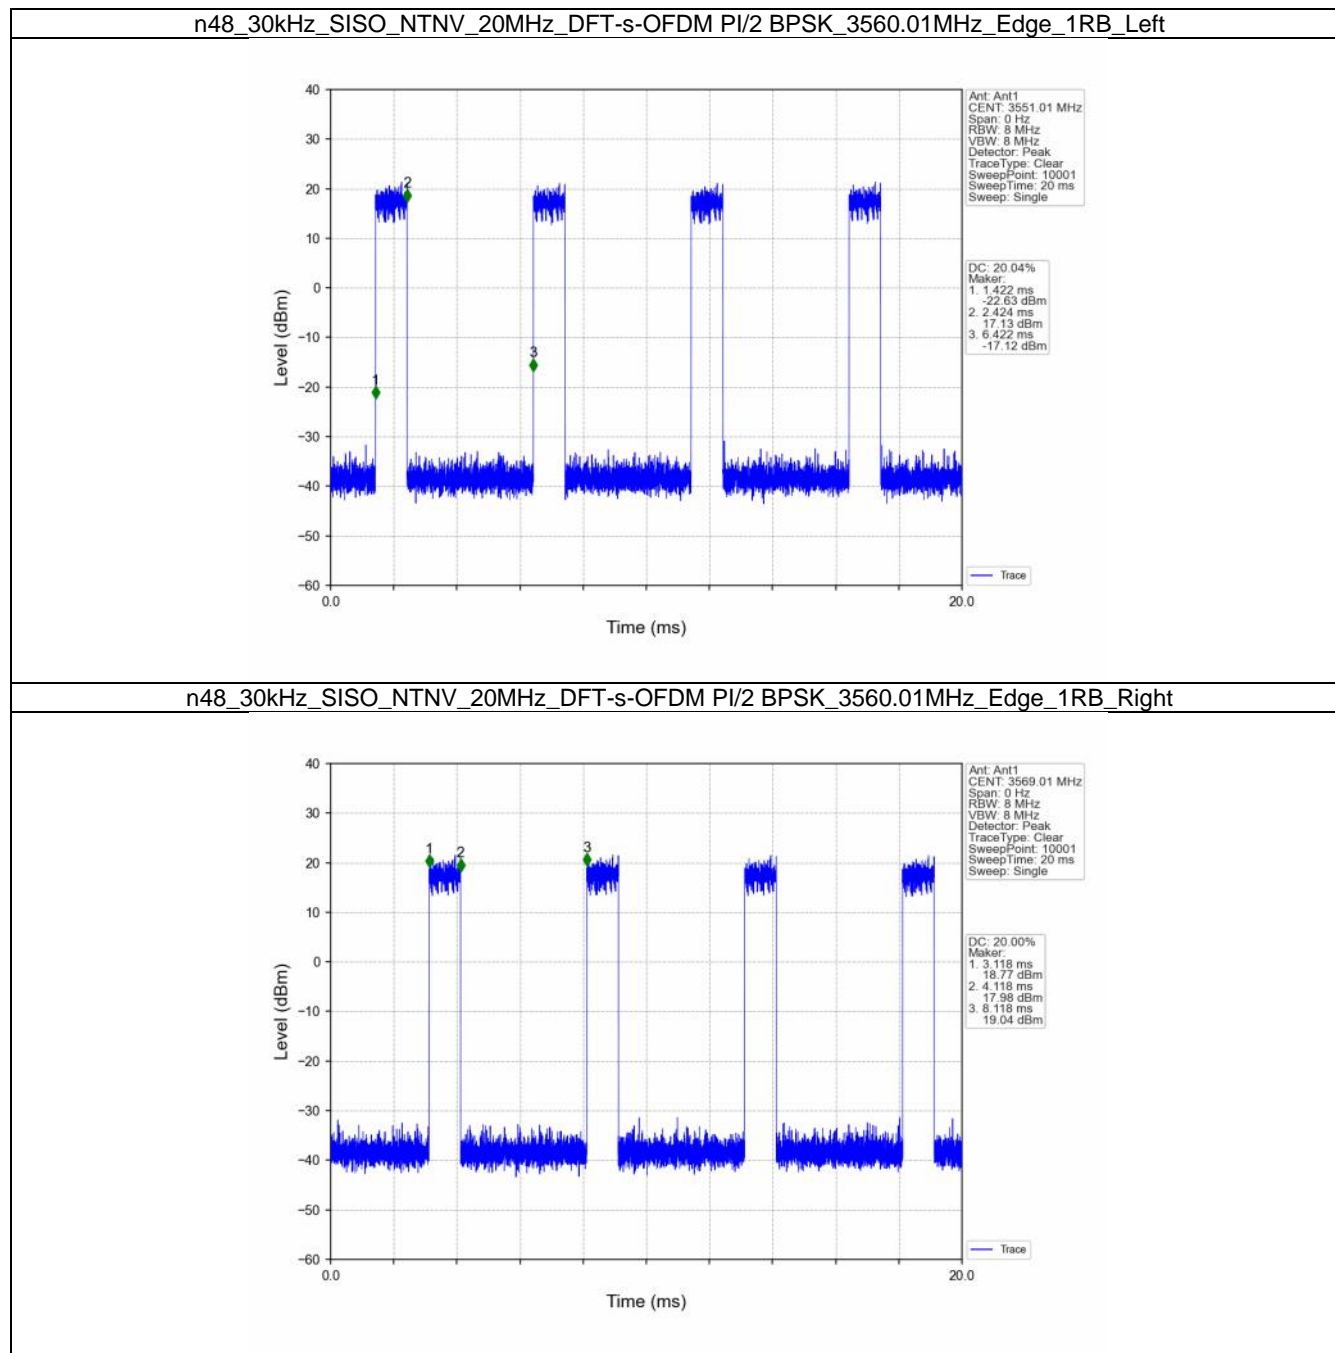 n48_30kHz_SISO_NTNV_20MHz_DFT-s-OFDM PI/2 BPSK_3560.01MHz_Edge_1RB_Left
40
30
20
10
0
−10
−20
−30
−40
−50
−60
Level (dBm)
1
2
3
0.0
20.0
Time (ms)
Ant: Ant1
CENT: 3551.01 MHz
Span: 0 Hz
RBW: 8 MHz
VBW: 8 MHz
Detector: Peak
TraceType: Clear
SweepPoint: 10001
SweepTime: 20 ms
Sweep: Single
DC: 20.04%
Maker:
1. 1.422 ms
-22.63 dBm
2. 2.424 ms
17.13 dBm
3. 6.422 ms
-17.12 dBm
Trace
n48_30kHz_SISO_NTNV_20MHz_DFT-s-OFDM PI/2 BPSK_3560.01MHz_Edge_1RB_Right
40
30
20
10
0
−10
−20
−30
−40
−50
−60
Level (dBm)
1
2
3
0.0
20.0
Time (ms)
Ant: Ant1
CENT: 3569.01 MHz
Span: 0 Hz
RBW: 8 MHz
VBW: 8 MHz
Detector: Peak
TraceType: Clear
SweepPoint: 10001
SweepTime: 20 ms
Sweep: Single
DC: 20.00%
Maker:
1. 3.118 ms
18.77 dBm
2. 4.118 ms
17.98 dBm
3. 8.118 ms
19.04 dBm
Trace